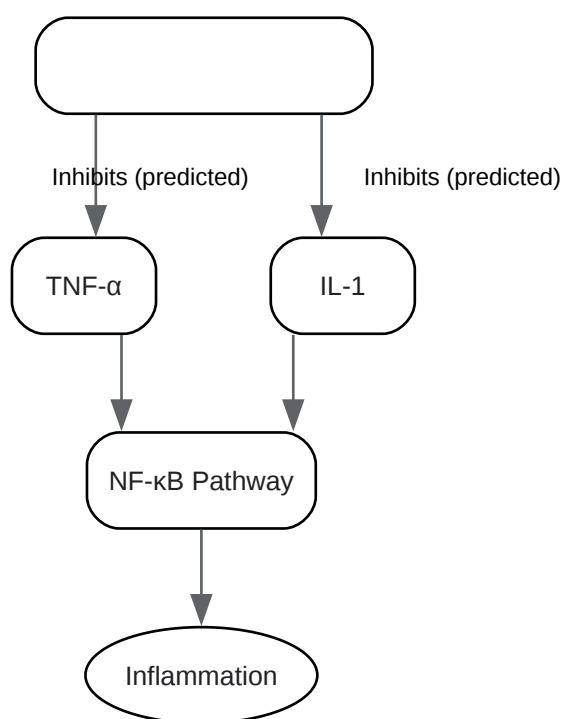 Inhibits (predicted)
Inhibits (predicted)
TNF-α
IL-1
NF-κB Pathway
Inflammation